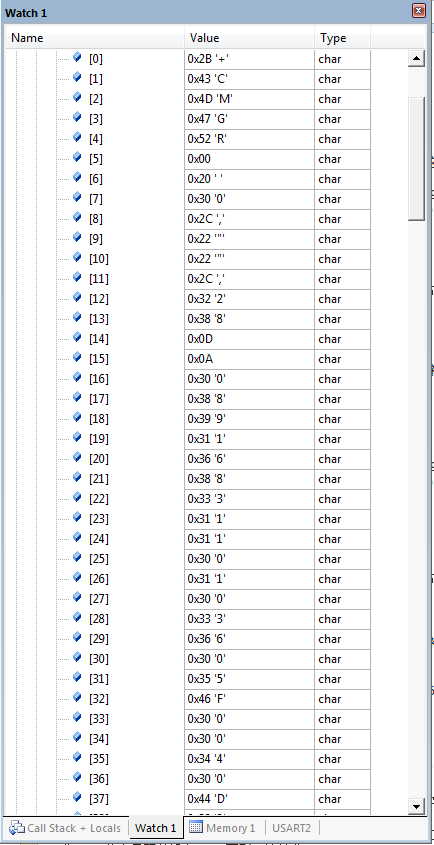 Watch 1
Name Value Type
[0] 0x2B '+' char
[1] 0x43 'C' char
[2] 0x4D 'M' char
[3] 0x47 'G' char
[4] 0x52 'R' char
[5] 0x00 char
[6] 0x20 ' ' char
[7] 0x30 '0' char
[8] 0x2C ',' char
[9] 0x22 '"' char
[10] 0x22 '"' char
[11] 0x2C ',' char
[12] 0x32 '2' char
[13] 0x38 '8' char
[14] 0x0D char
[15] 0x0A char
[16] 0x30 '0' char
[17] 0x38 '8' char
[18] 0x39 '9' char
[19] 0x31 '1' char
[20] 0x36 '6' char
[21] 0x38 '8' char
[22] 0x33 '3' char
[23] 0x31 '1' char
[24] 0x31 '1' char
[25] 0x30 '0' char
[26] 0x31 '1' char
[27] 0x30 '0' char
[28] 0x33 '3' char
[29] 0x36 '6' char
[30] 0x30 '0' char
[31] 0x35 '5' char
[32] 0x46 'F' char
[33] 0x30 '0' char
[34] 0x30 '0' char
[35] 0x34 '4' char
[36] 0x30 '0' char
[37] 0x44 'D' char
Call Stack + Locals Watch 1 Memory 1 USART2